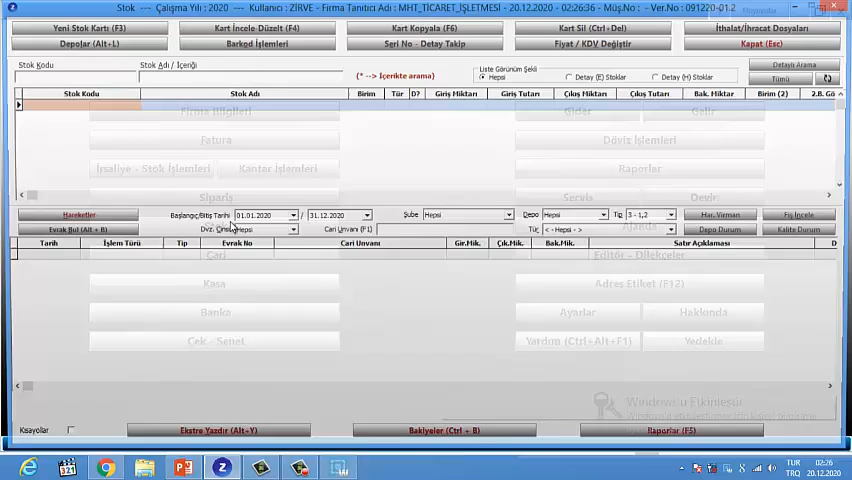 Stok --- Çalışma Yılı : 2020 --- Kullanıcı : ZİRVE - Firma Tanıtıcı Adı : MHT_TİCARET_İŞLETMESİ - 20.12.2020 - 02:26:36 - Müş.No : - Ver.No : 091220-01.2
Yeni Stok Kartı (F3) Kart İncele-Düzelt (F4) Kart Kopyala (F6) Kart Sil (Ctrl+Del) İthalat/İhracat Dosyaları
Depolar (Alt+L) Barkod İşlemleri Seri No - Detay Takip Fiyat / KDV Değiştir Kapat (Esc)
Stok Kodu Stok Adı / İçeriği (* --> İçerikte arama) Liste Görünüm Şekli Detaylı Arama
Hepsi Detay (E) Stoklar Detay (H) Stoklar Tümü
Stok Kodu Stok Adı Birim Tür D? Giriş Miktarı Giriş Tutarı Çıkış Miktarı Çıkış Tutarı Bak. Miktar Birim (2) 2.B. Gö
Firma Bilgileri Gider Gelir
Fatura Döviz İşlemleri
İrsaliye - Stok İşlemleri Kantar İşlemleri Raporlar
Sipariş Servis Devir
Hareketler Başlangıç/Bitiş Tarihi 01.01.2020 / 31.12.2020 Şube Hepsi Depo Hepsi Tip 3 - 1,2 Har. Virman Fiş İncele
Evrak Bul (Alt + B) Dvz. Cinsi Hepsi Cari Unvanı (F1) Tür < - Hepsi - > Depo Durum Kalite Durum
Ajanda
Tarih İşlem Türü Tip Evrak No Cari Unvanı Gir.Mik. Çık.Mik. Bak.Mik. Satır Açıklaması D
Cari Editör - Dilekçeler
Kasa Adres Etiket (F12)
Banka Ayarlar Hakkında
Çek - Senet Yardım (Ctrl+Alt+F1) Yedekle
Windows'u Etkinleştir
Kısayollar Ekstre Yazdır (Alt+Y) Bakiyeler (Ctrl + B) Raporlar (F5)
321 TUR 02:26
TRQ 20.12.2020